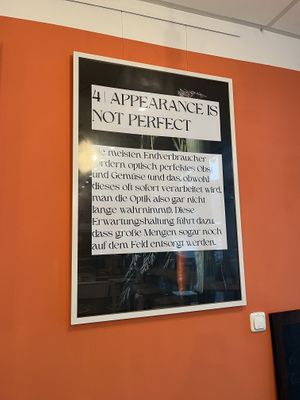 4 | APPEARANCE IS
NOT PERFECT
Die meisten Endverbraucher
fordern optisch perfektes Obst
und Gemüse (und das, obwohl
dieses oft sofort verarbeitet wird,
man die Optik also gar nicht
lange wahrnimmt). Diese
Erwartungshaltung führt dazu,
dass große Mengen sogar noch
auf dem Feld entsorgt werden.